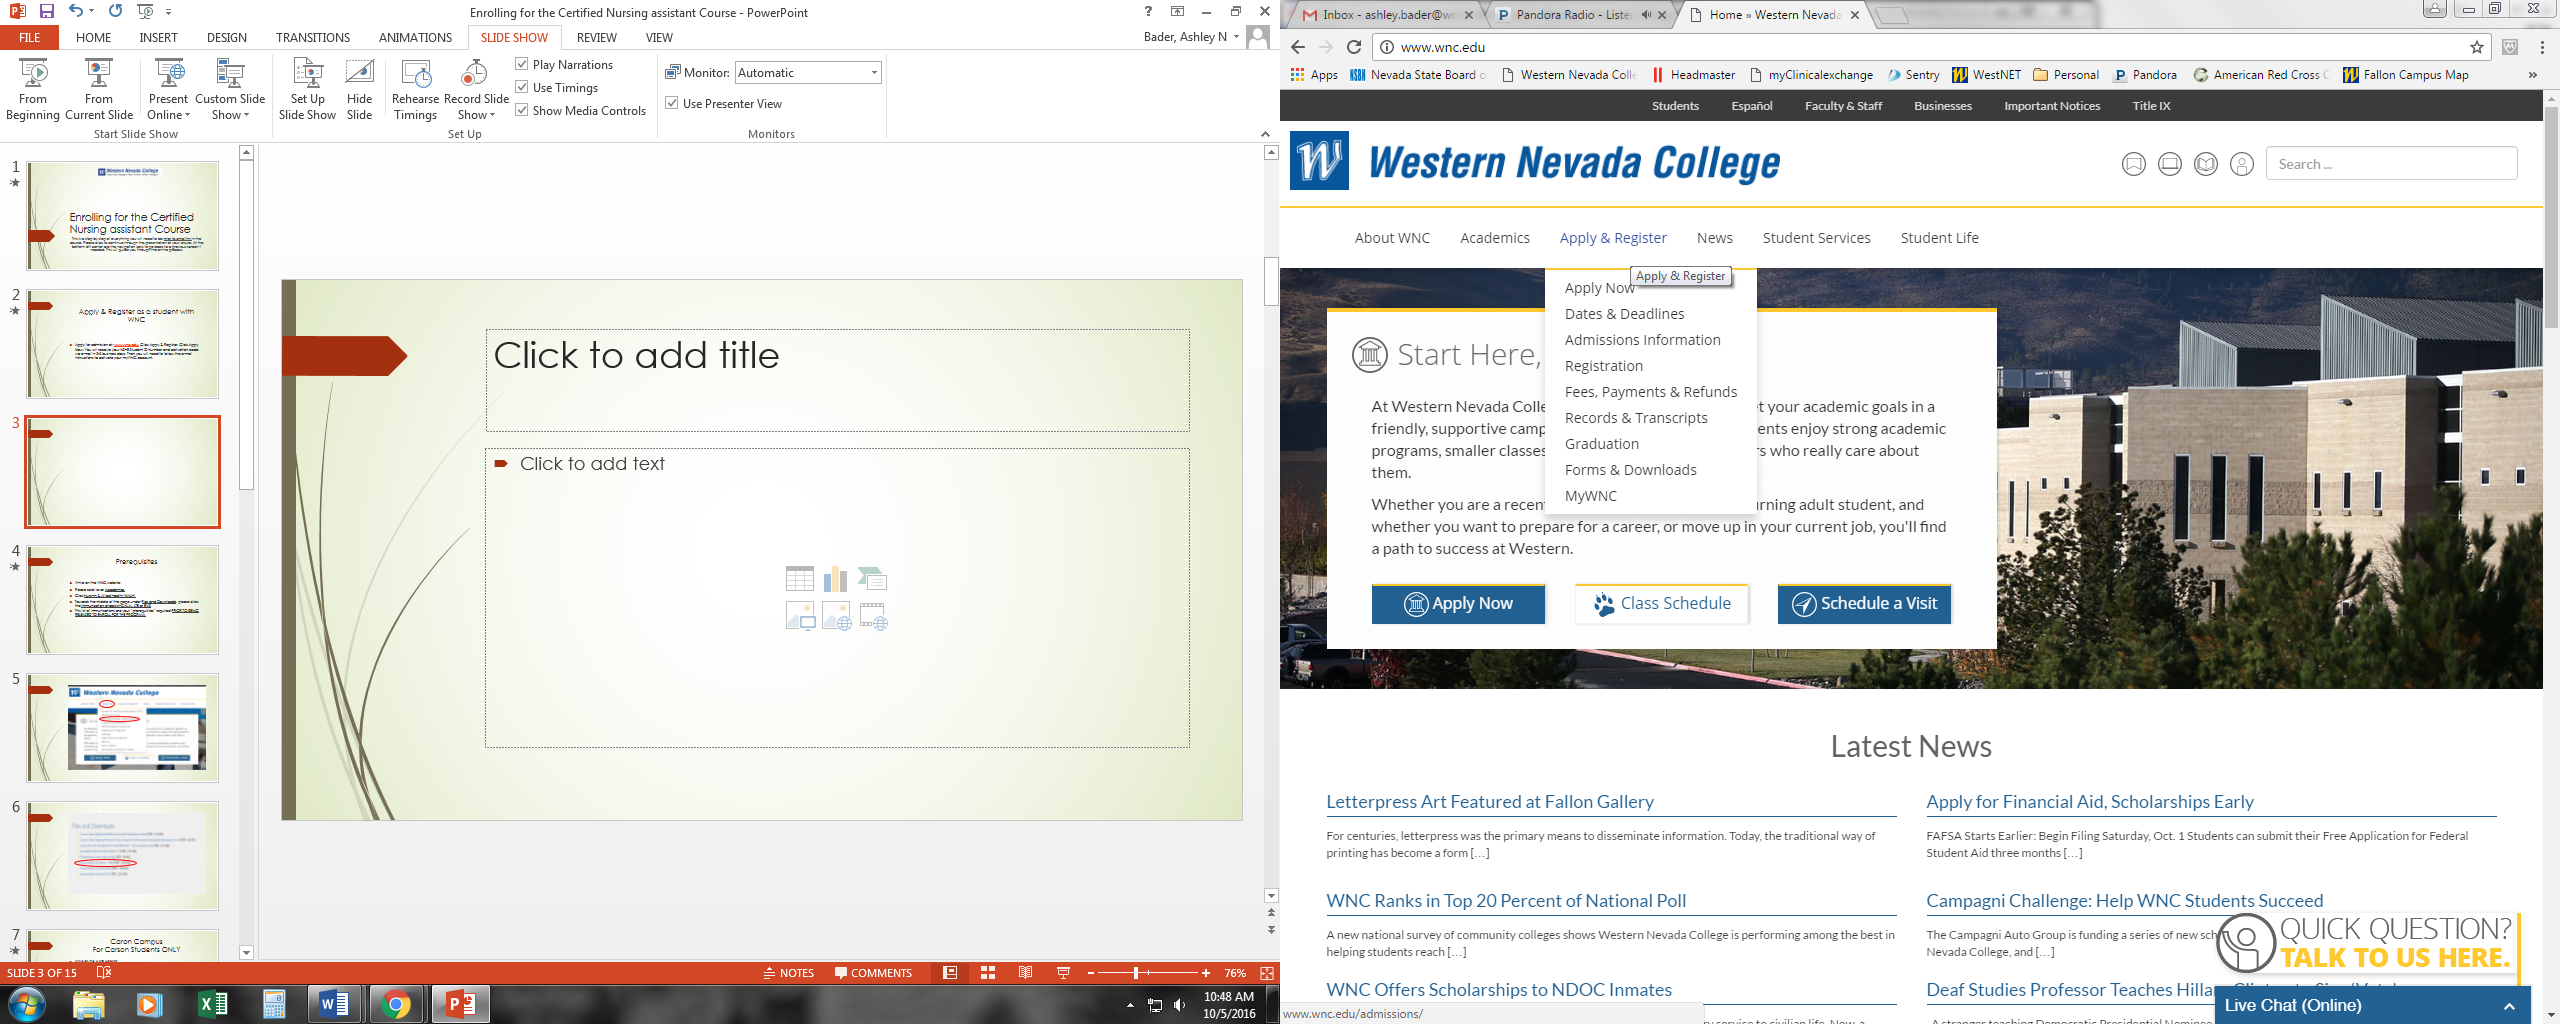 Enrolling for the Certified Nursing assistant Course - PowerPoint
FILE HOME INSERT DESIGN TRANSITIONS ANIMATIONS SLIDE SHOW REVIEW VIEW
Bader, Ashley N
From Beginning
From Current Slide
Present Online
Custom Slide Show
Start Slide Show
Set Up Slide Show
Hide Slide
Rehearse Timings
Record Slide Show
Play Narrations
Use Timings
Show Media Controls
Set Up
Monitor: Automatic
Use Presenter View
Monitors
1
Enrolling for the Certified
Nursing assistant Course
2
Apply & Register as a student with
WNC
3
4
Prerequisites
5
Western Nevada College
6
Files and Downloads
7
Caron Campus
For Carson Students ONLY
Click to add title
Click to add text
SLIDE 3 OF 15
NOTES
COMMENTS
76%
10:48 AM
10/5/2016
Inbox - ashley.bader@w
Pandora Radio - Liste
Home » Western Nevada
www.wnc.edu
Apps
NSBN
Nevada State Board o
Western Nevada Colle
Headmaster
myClinicalexchange
Sentry
WestNET
Personal
Pandora
American Red Cross C
Fallon Campus Map
»
Students Español Faculty & Staff Businesses Important Notices Title IX
W Western Nevada College
Search ...
About WNC Academics Apply & Register News Student Services Student Life
Apply & Register
Apply Now
Dates & Deadlines
Admissions Information
Registration
Fees, Payments & Refunds
Records & Transcripts
Graduation
Forms & Downloads
MyWNC
Start Here,
At Western Nevada Colle t your academic goals in a
friendly, supportive camp ents enjoy strong academic
programs, smaller classes s who really care about
them.
Whether you are a recen urning adult student, and
whether you want to prepare for a career, or move up in your current job, you'll find
a path to success at Western.
Apply Now
Class Schedule
Schedule a Visit
Latest News
Letterpress Art Featured at Fallon Gallery
For centuries, letterpress was the primary means to disseminate information. Today, the traditional way of
printing has become a form […]
Apply for Financial Aid, Scholarships Early
FAFSA Starts Earlier: Begin Filing Saturday, Oct. 1 Students can submit their Free Application for Federal
Student Aid three months […]
WNC Ranks in Top 20 Percent of National Poll
A new national survey of community colleges shows Western Nevada College is performing among the best in
helping students reach […]
Campagni Challenge: Help WNC Students Succeed
The Campagni Auto Group is funding a series of new sch
Nevada College, and […]
WNC Offers Scholarships to NDOC Inmates
Deaf Studies Professor Teaches Hilla
QUICK QUESTION?
TALK TO US HERE.
Live Chat (Online)
www.wnc.edu/admissions/